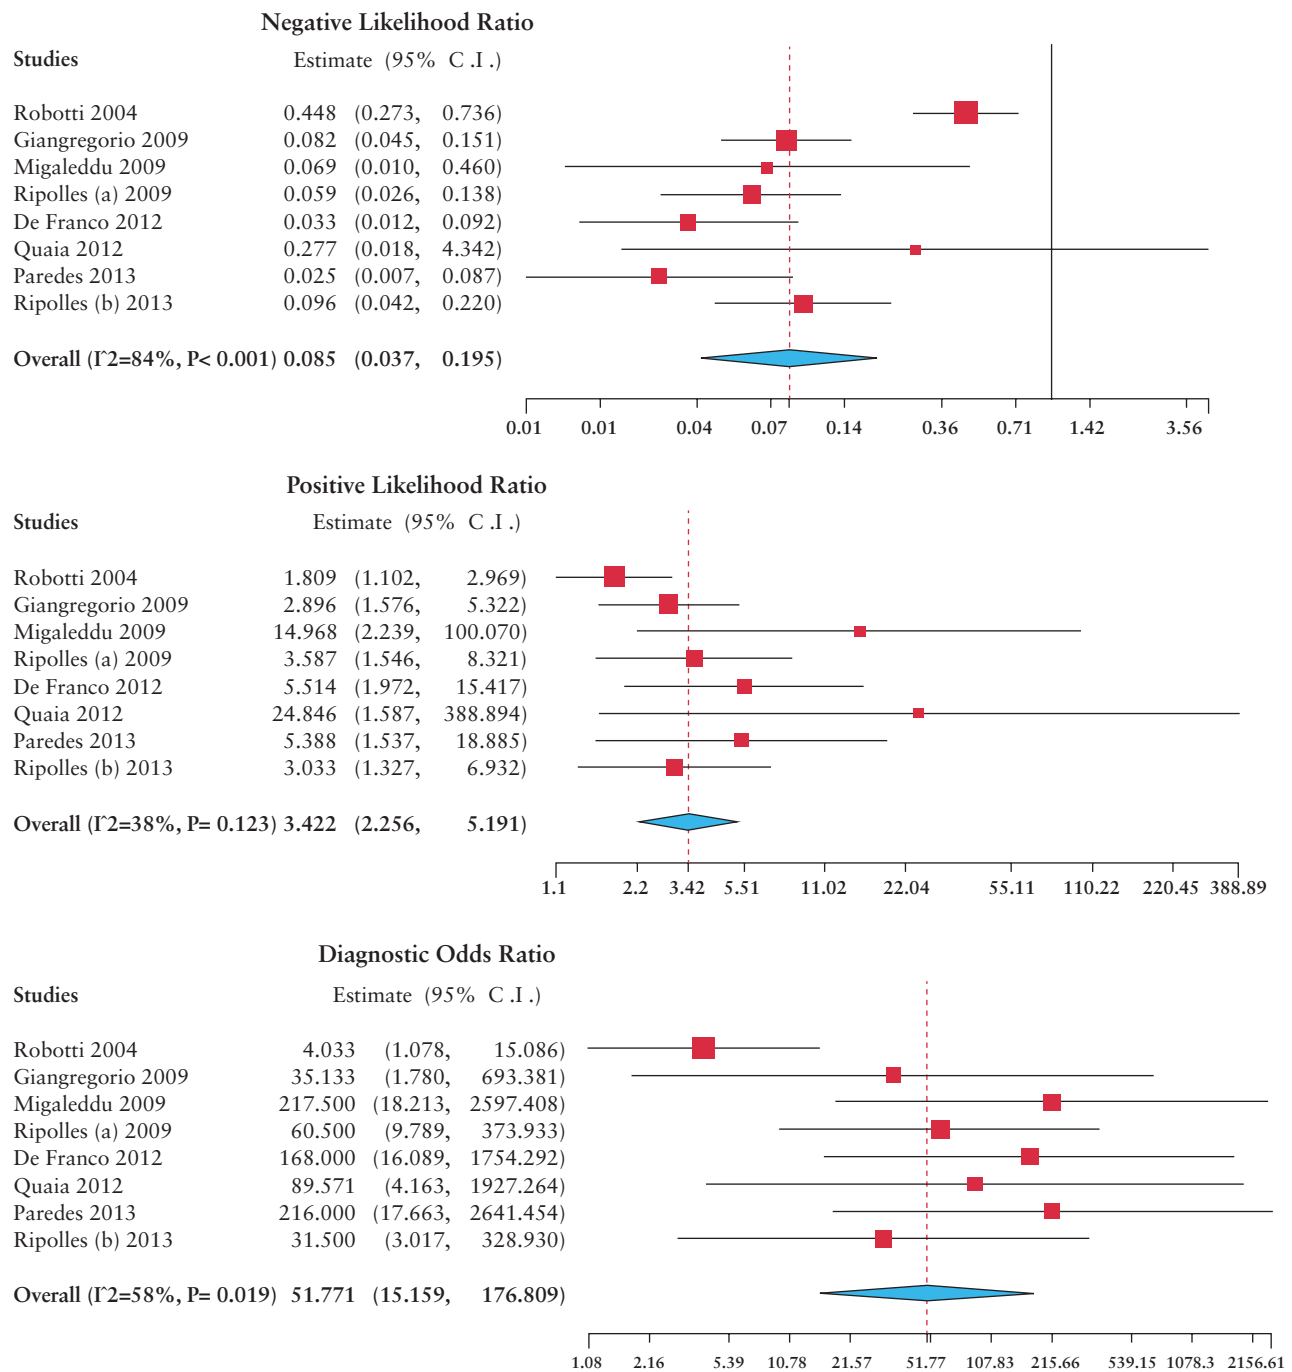 Negative Likelihood Ratio
Studies Estimate (95% C.I.)
Robotti 2004 0.448 (0.273, 0.736)
Giangregorio 2009 0.082 (0.045, 0.151)
Migaleddu 2009 0.069 (0.010, 0.460)
Ripolles (a) 2009 0.059 (0.026, 0.138)
De Franco 2012 0.033 (0.012, 0.092)
Quaia 2012 0.277 (0.018, 4.342)
Paredes 2013 0.025 (0.007, 0.087)
Ripolles (b) 2013 0.096 (0.042, 0.220)
Overall (I^2=84%, P< 0.001) 0.085 (0.037, 0.195)
0.01 0.01 0.04 0.07 0.14 0.36 0.71 1.42 3.56
Positive Likelihood Ratio
Studies Estimate (95% C.I.)
Robotti 2004 1.809 (1.102, 2.969)
Giangregorio 2009 2.896 (1.576, 5.322)
Migaleddu 2009 14.968 (2.239, 100.070)
Ripolles (a) 2009 3.587 (1.546, 8.321)
De Franco 2012 5.514 (1.972, 15.417)
Quaia 2012 24.846 (1.587, 388.894)
Paredes 2013 5.388 (1.537, 18.885)
Ripolles (b) 2013 3.033 (1.327, 6.932)
Overall (I^2=38%, P= 0.123) 3.422 (2.256, 5.191)
1.1 2.2 3.42 5.51 11.02 22.04 55.11 110.22 220.45 388.89
Diagnostic Odds Ratio
Studies Estimate (95% C.I.)
Robotti 2004 4.033 (1.078, 15.086)
Giangregorio 2009 35.133 (1.780, 693.381)
Migaleddu 2009 217.500 (18.213, 2597.408)
Ripolles (a) 2009 60.500 (9.789, 373.933)
De Franco 2012 168.000 (16.089, 1754.292)
Quaia 2012 89.571 (4.163, 1927.264)
Paredes 2013 216.000 (17.663, 2641.454)
Ripolles (b) 2013 31.500 (3.017, 328.930)
Overall (I^2=58%, P= 0.019) 51.771 (15.159, 176.809)
1.08 2.16 5.39 10.78 21.57 51.77 107.83 215.66 539.15 1078.3 2156.61